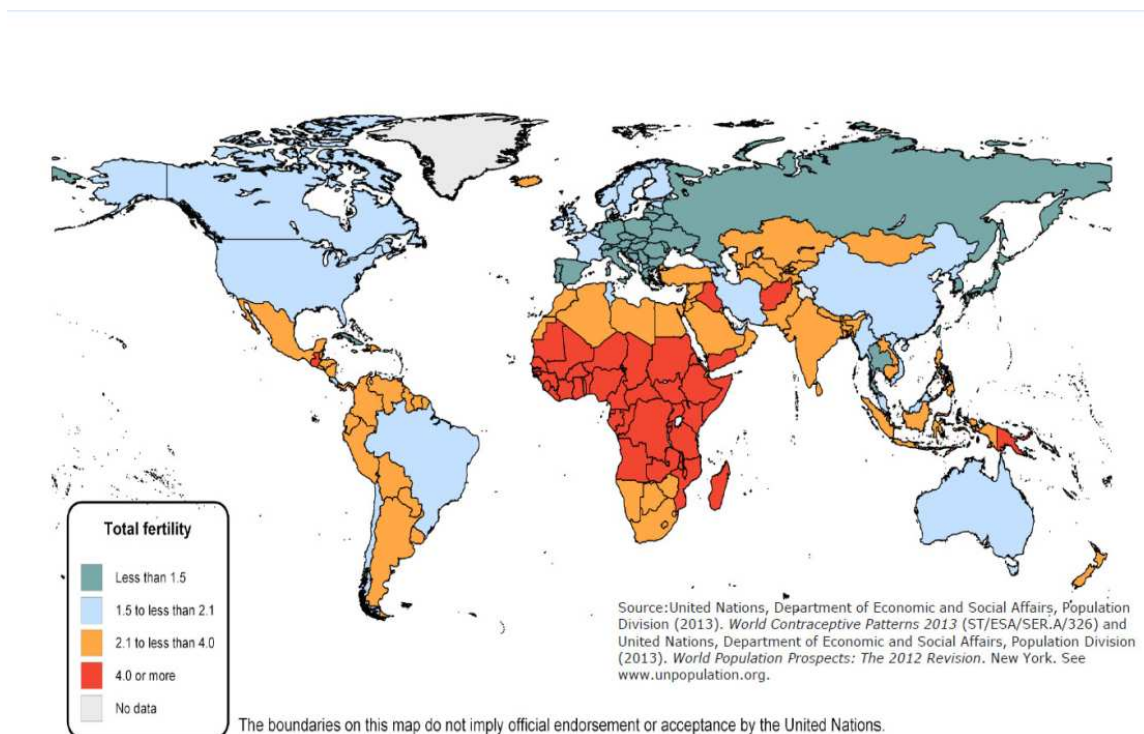 Total fertility
Less than 1.5
1.5 to less than 2.1
2.1 to less than 4.0
4.0 or more
No data
Source:United Nations, Department of Economic and Social Affairs, Population
Division (2013). World Contraceptive Patterns 2013 (ST/ESA/SER.A/326) and
United Nations, Department of Economic and Social Affairs, Population Division
(2013). World Population Prospects: The 2012 Revision. New York. See
www.unpopulation.org.
The boundaries on this map do not imply official endorsement or acceptance by the United Nations.